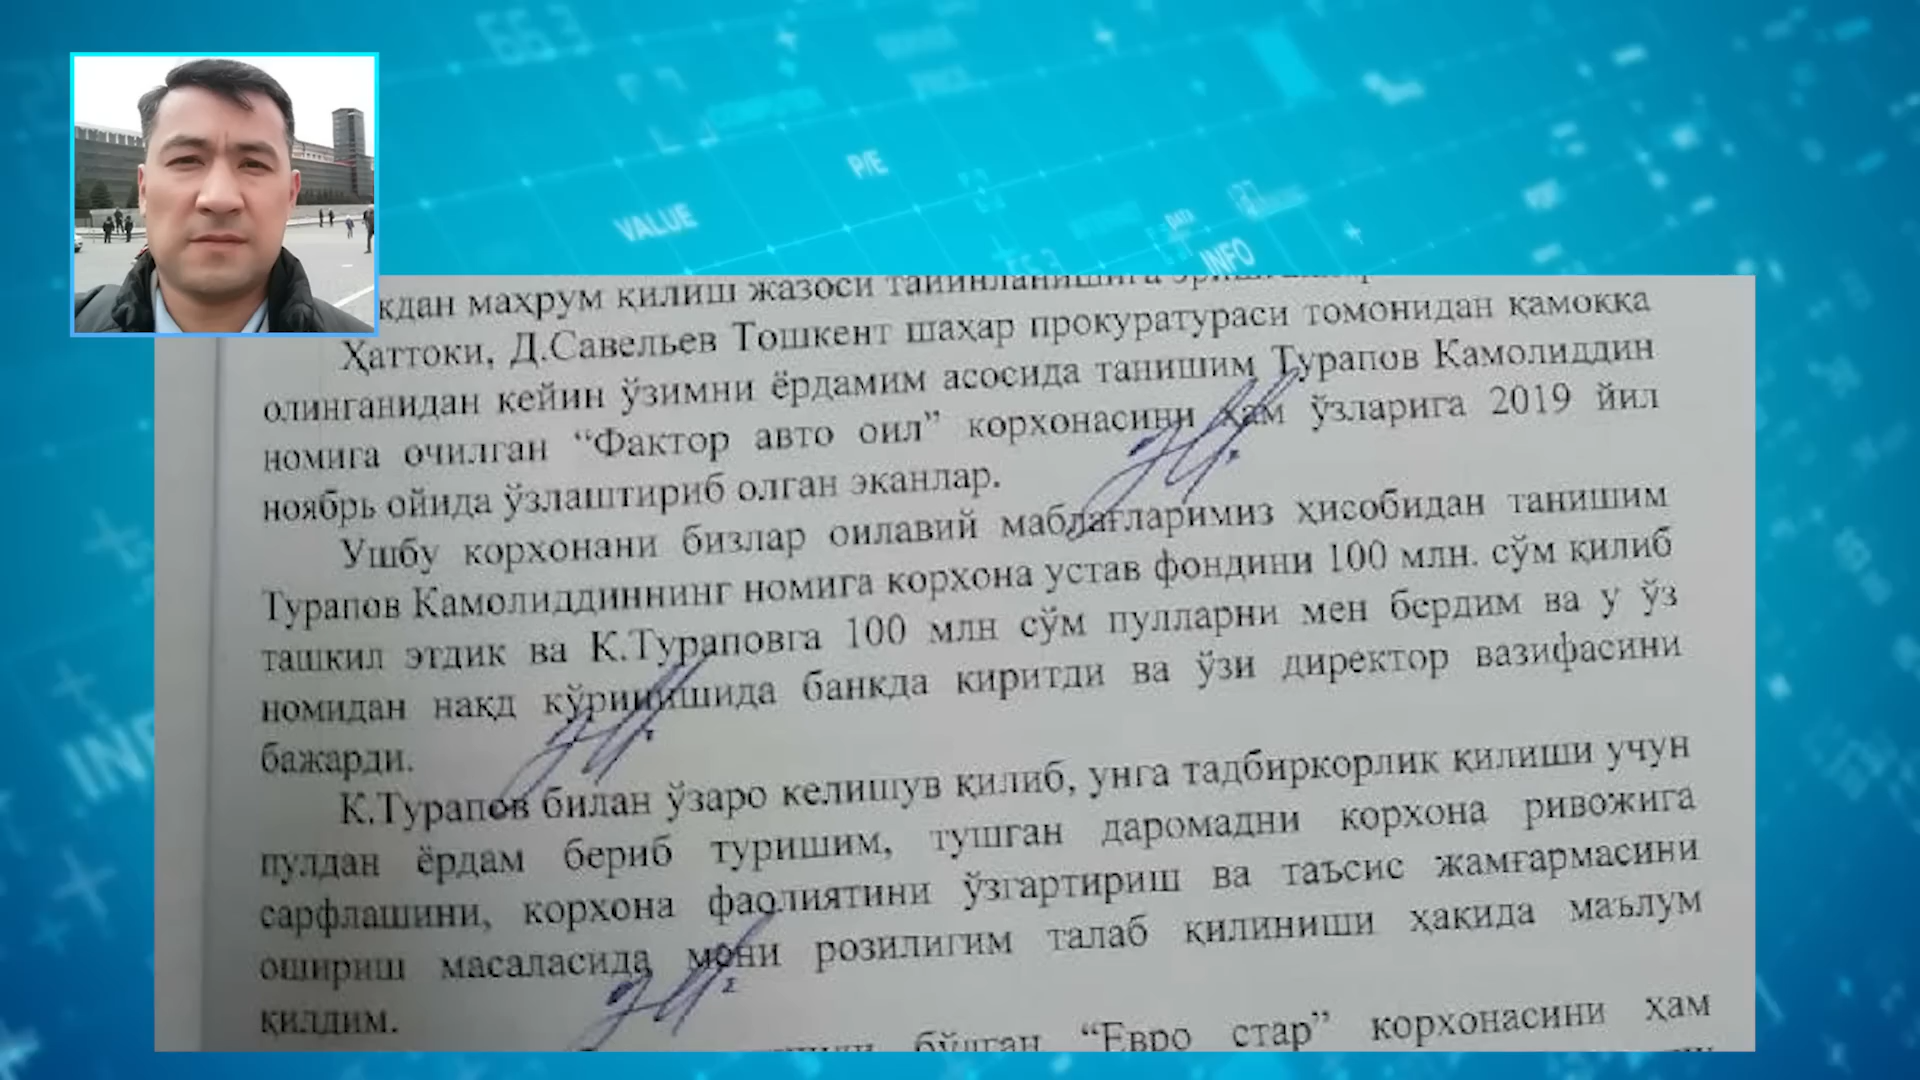 66.3
P/E
VALUE
DATA
INFO
маҳрум қилиш жазоси тайинланишига
Ҳаттоки, Д.Савельев Тошкент шаҳар прокуратураси томонидан қамоққа
олинганидан кейин ўзимни ёрдамим асосида танишим Турапов Камолиддин
номига очилган “Фактор авто оил” корхонасини ҳам ўзларига 2019 йил
ноябрь ойида ўзлаштириб олган эканлар.
Ушбу корхонани бизлар оилавий маблағларимиз ҳисобидан танишим
Турапов Камолиддиннинг номига корхона устав фондини 100 млн. сўм қилиб
ташкил этдик ва К.Тураповга 100 млн сўм пулларни мен бердим ва у ўз
номидан нақд кўринишида банкда киритди ва ўзи директор вазифасини
бажарди.
К.Турапов билан ўзаро келишув қилиб, унга тадбиркорлик қилиши учун
пулдан ёрдам бериб туришим, тушган даромадни корхона ривожига
сарфлашини, корхона фаолиятини ўзгартириш ва таъсис жамғармасини
ошириш масаласида мени розилигим талаб қилиниши ҳақида маълум
қилдим.
бўлган “Евро стар” корхонасини ҳам